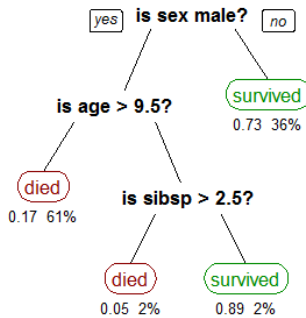 yes is sex male? no
is age > 9.5?
survived
0.73 36%
died
0.17 61%
is sibsp > 2.5?
died survived
0.05 2% 0.89 2%